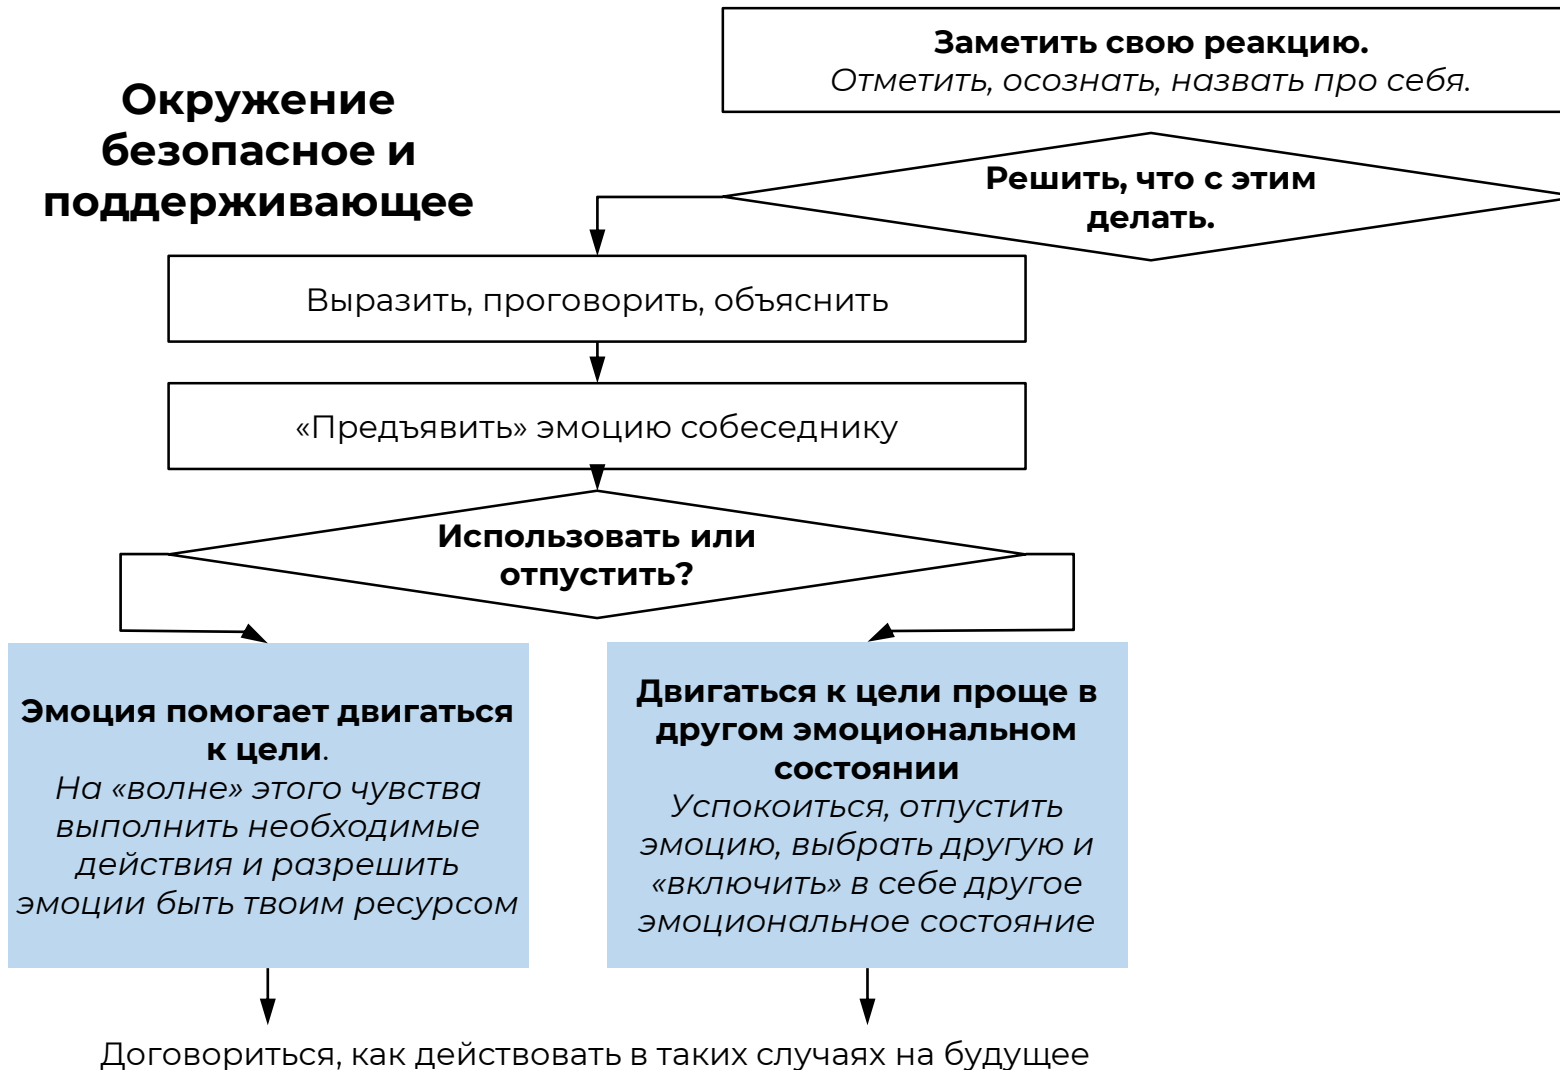 Заметить свою реакцию.
Отметить, осознать, назвать про себя.
Окружение
безопасное и
поддерживающее
Решить, что с этим
делать.
Выразить, проговорить, объяснить
«Предъявить» эмоцию собеседнику
Использовать или
отпустить?
Эмоция помогает двигаться
к цели.
На «волне» этого чувства
выполнить необходимые
действия и разрешить
эмоции быть твоим ресурсом
Двигаться к цели проще в
другом эмоциональном
состоянии
Успокоиться, отпустить
эмоцию, выбрать другую и
«включить» в себе другое
эмоциональное состояние
Договориться, как действовать в таких случаях на будущее